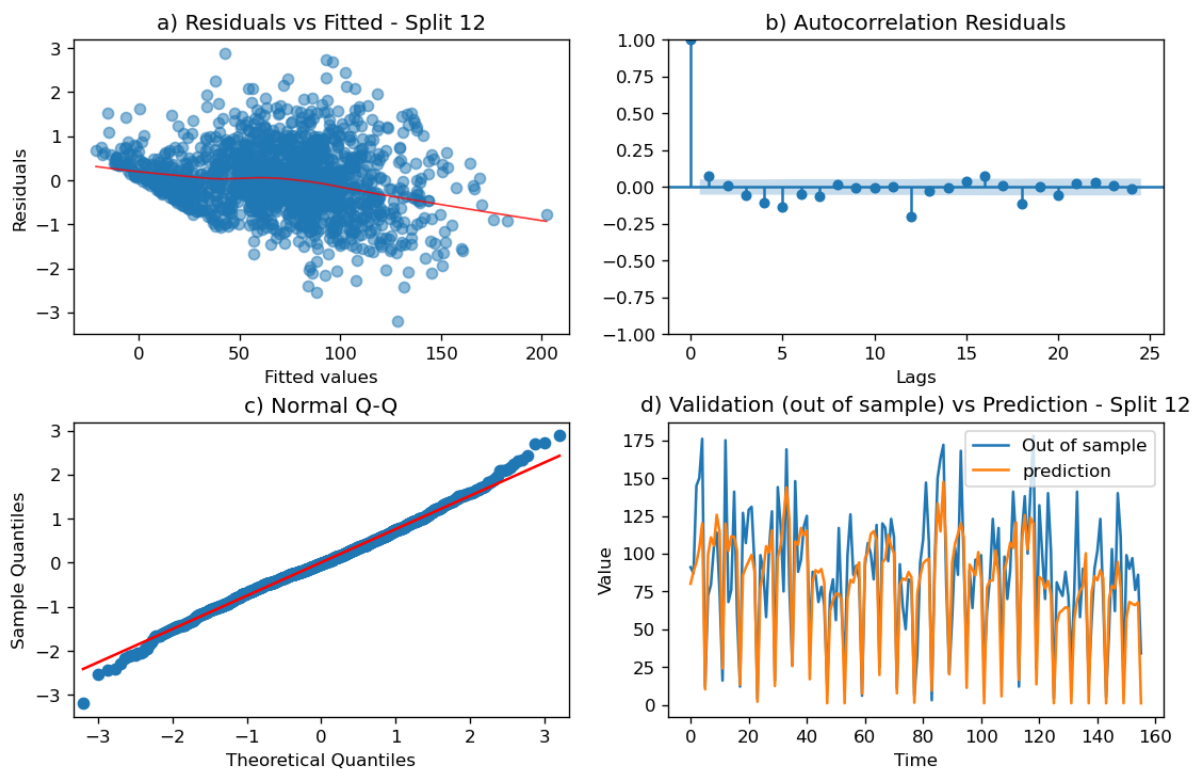 a) Residuals vs Fitted - Split 12
3
2
1
0
−1
−2
−3
Residuals
0 50 100 150 200
Fitted values
b) Autocorrelation Residuals
1.00
0.75
0.50
0.25
0.00
−0.25
−0.50
−0.75
−1.00
0 5 10 15 20 25
Lags
c) Normal Q-Q
3
2
1
0
−1
−2
−3
Sample Quantiles
−3 −2 −1 0 1 2 3
Theoretical Quantiles
d) Validation (out of sample) vs Prediction - Split 12
Out of sample
prediction
175
150
125
100
75
50
25
0
Value
0 20 40 60 80 100 120 140 160
Time